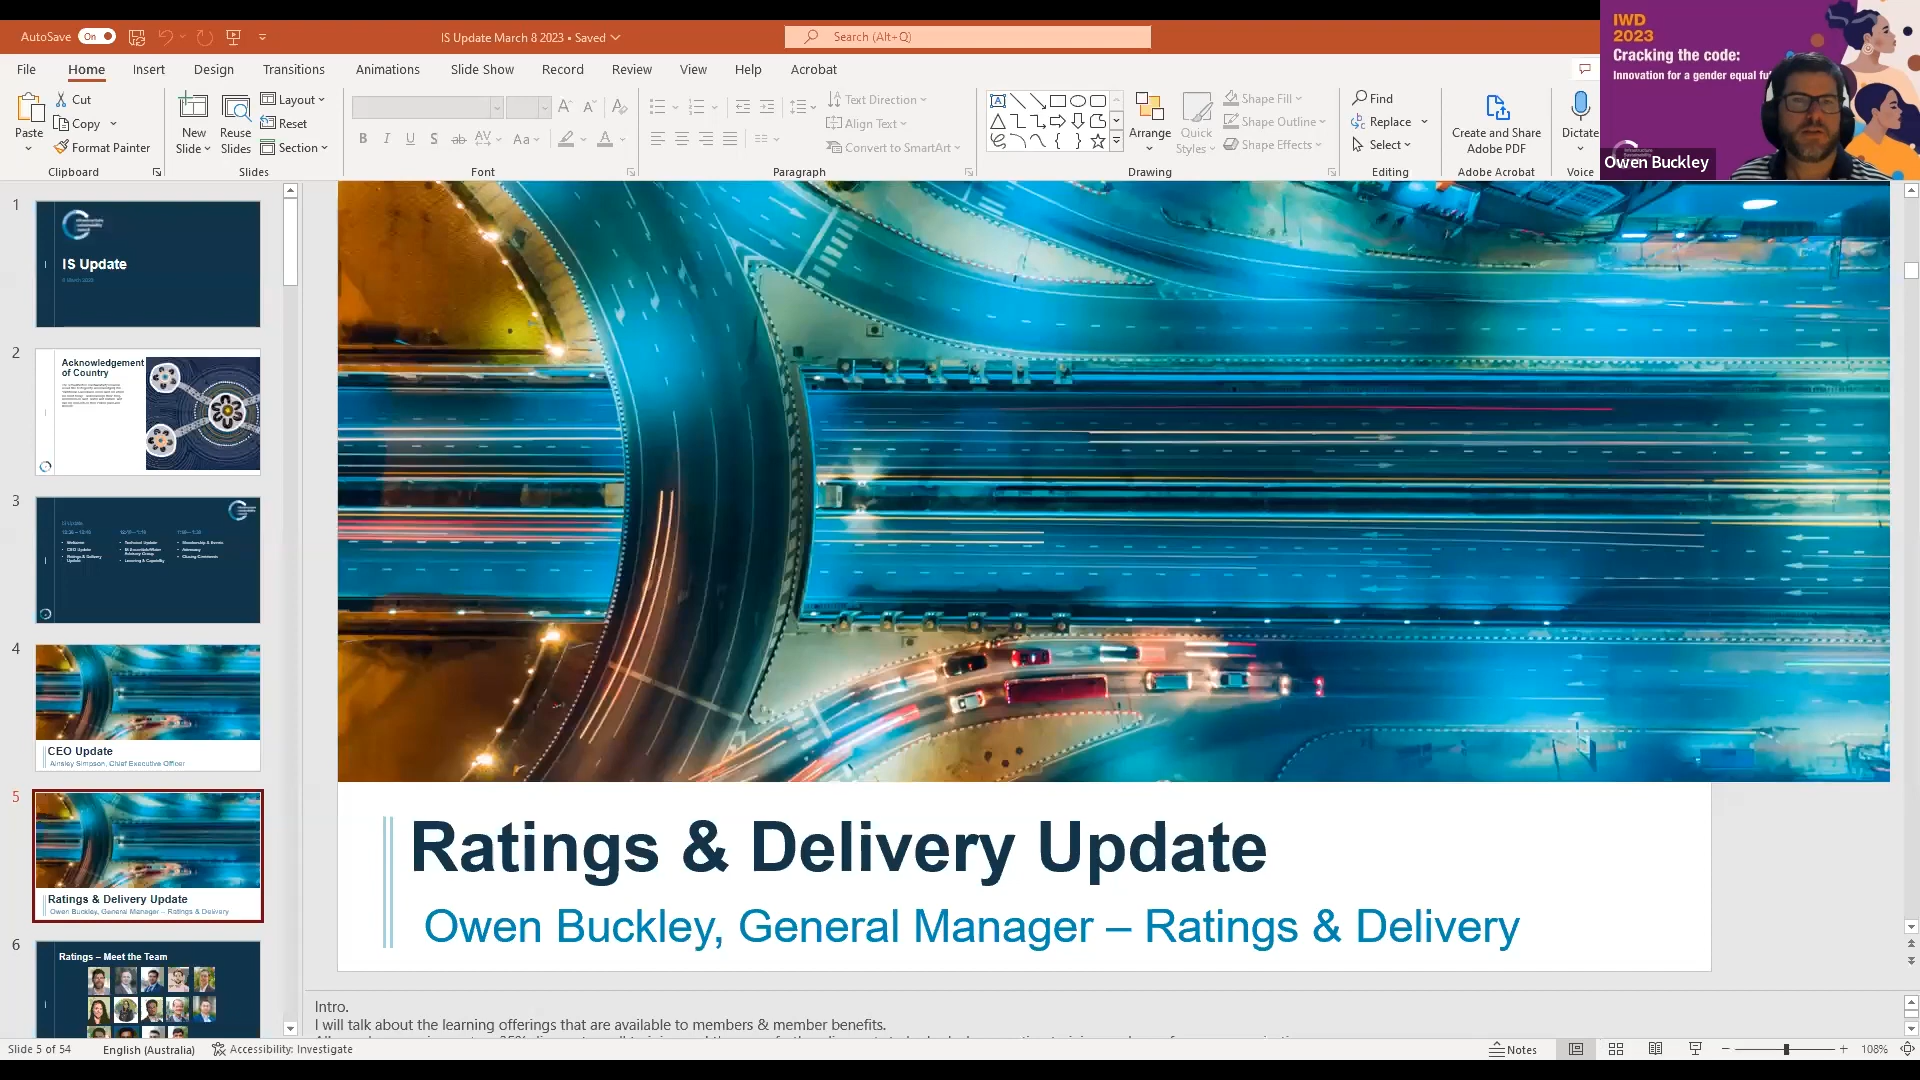 AutoSave On IS Update March 8 2023 • Saved Search (Alt+Q)
File Home Insert Design Transitions Animations Slide Show Record Review View Help Acrobat
Paste
Cut
Copy
Format Painter
Clipboard
New
Slide
Reuse
Slides
Layout
Reset
Section
Slides
B I U S ab AV Aa A
Font
Text Direction
Align Text
Convert to SmartArt
Paragraph
Arrange
Quick
Styles
Shape Fill
Shape Outline
Shape Effects
Drawing
Find
Replace
Select
Editing
Create and Share
Adobe PDF
Adobe Acrobat
Dictate
Voice
IWD
2023
Cracking the code:
Innovation for a gender equal fu
Owen Buckley
1
IS Update
8 March 2023
2
Acknowledgement
of Country
3
4
CEO Update
Ainsley Simpson, Chief Executive Officer
5
Ratings & Delivery Update
Owen Buckley, General Manager – Ratings & Delivery
6
Ratings – Meet the Team
Ratings & Delivery Update
Owen Buckley, General Manager – Ratings & Delivery
Intro.
I will talk about the learning offerings that are available to members & member benefits.
Slide 5 of 54 English (Australia) Accessibility: Investigate Notes 108%